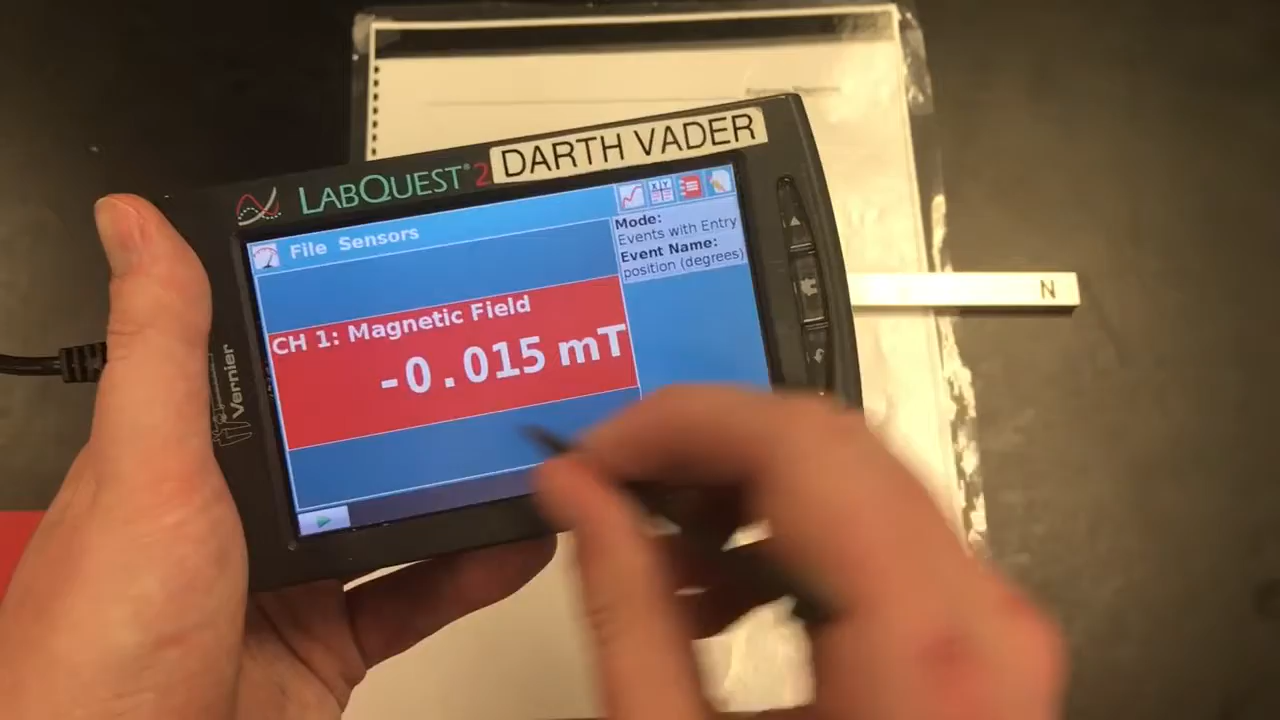 DARTH VADER
LABQUEST® 2
File Sensors
Mode:
Events with Entry
Event Name:
position (degrees)
CH 1: Magnetic Field
-0.015 mT
Vernier
N